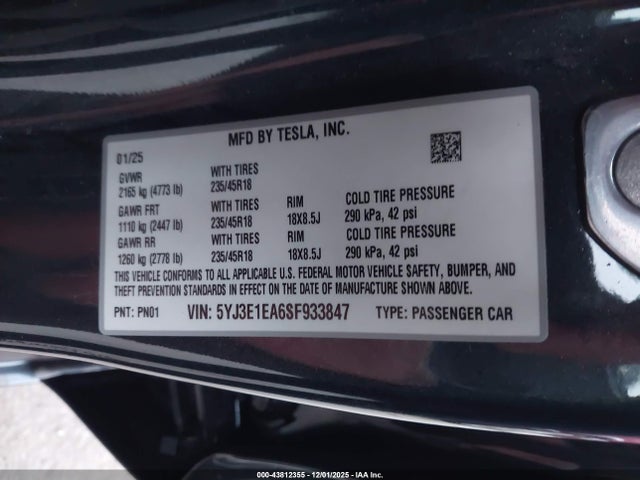 MFD BY TESLA, INC.
01/25
GVWR WITH TIRES
2165 kg (4773 lb) 235/45R18
GAWR FRT WITH TIRES RIM COLD TIRE PRESSURE
1110 kg (2447 lb) 235/45R18 18X8.5J 290 kPa, 42 psi
GAWR RR WITH TIRES RIM COLD TIRE PRESSURE
1260 kg (2778 lb) 235/45R18 18X8.5J 290 kPa, 42 psi
THIS VEHICLE CONFORMS TO ALL APPLICABLE U.S. FEDERAL MOTOR VEHICLE SAFETY, BUMPER, AND
THEFT PREVENTION STANDARDS IN EFFECT ON THE DATE OF MANUFACTURE SHOWN ABOVE.
PNT: PN01 VIN: 5YJ3E1EA6SF933847 TYPE: PASSENGER CAR
000-43812355 - 12/01/2025 - IAA Inc.